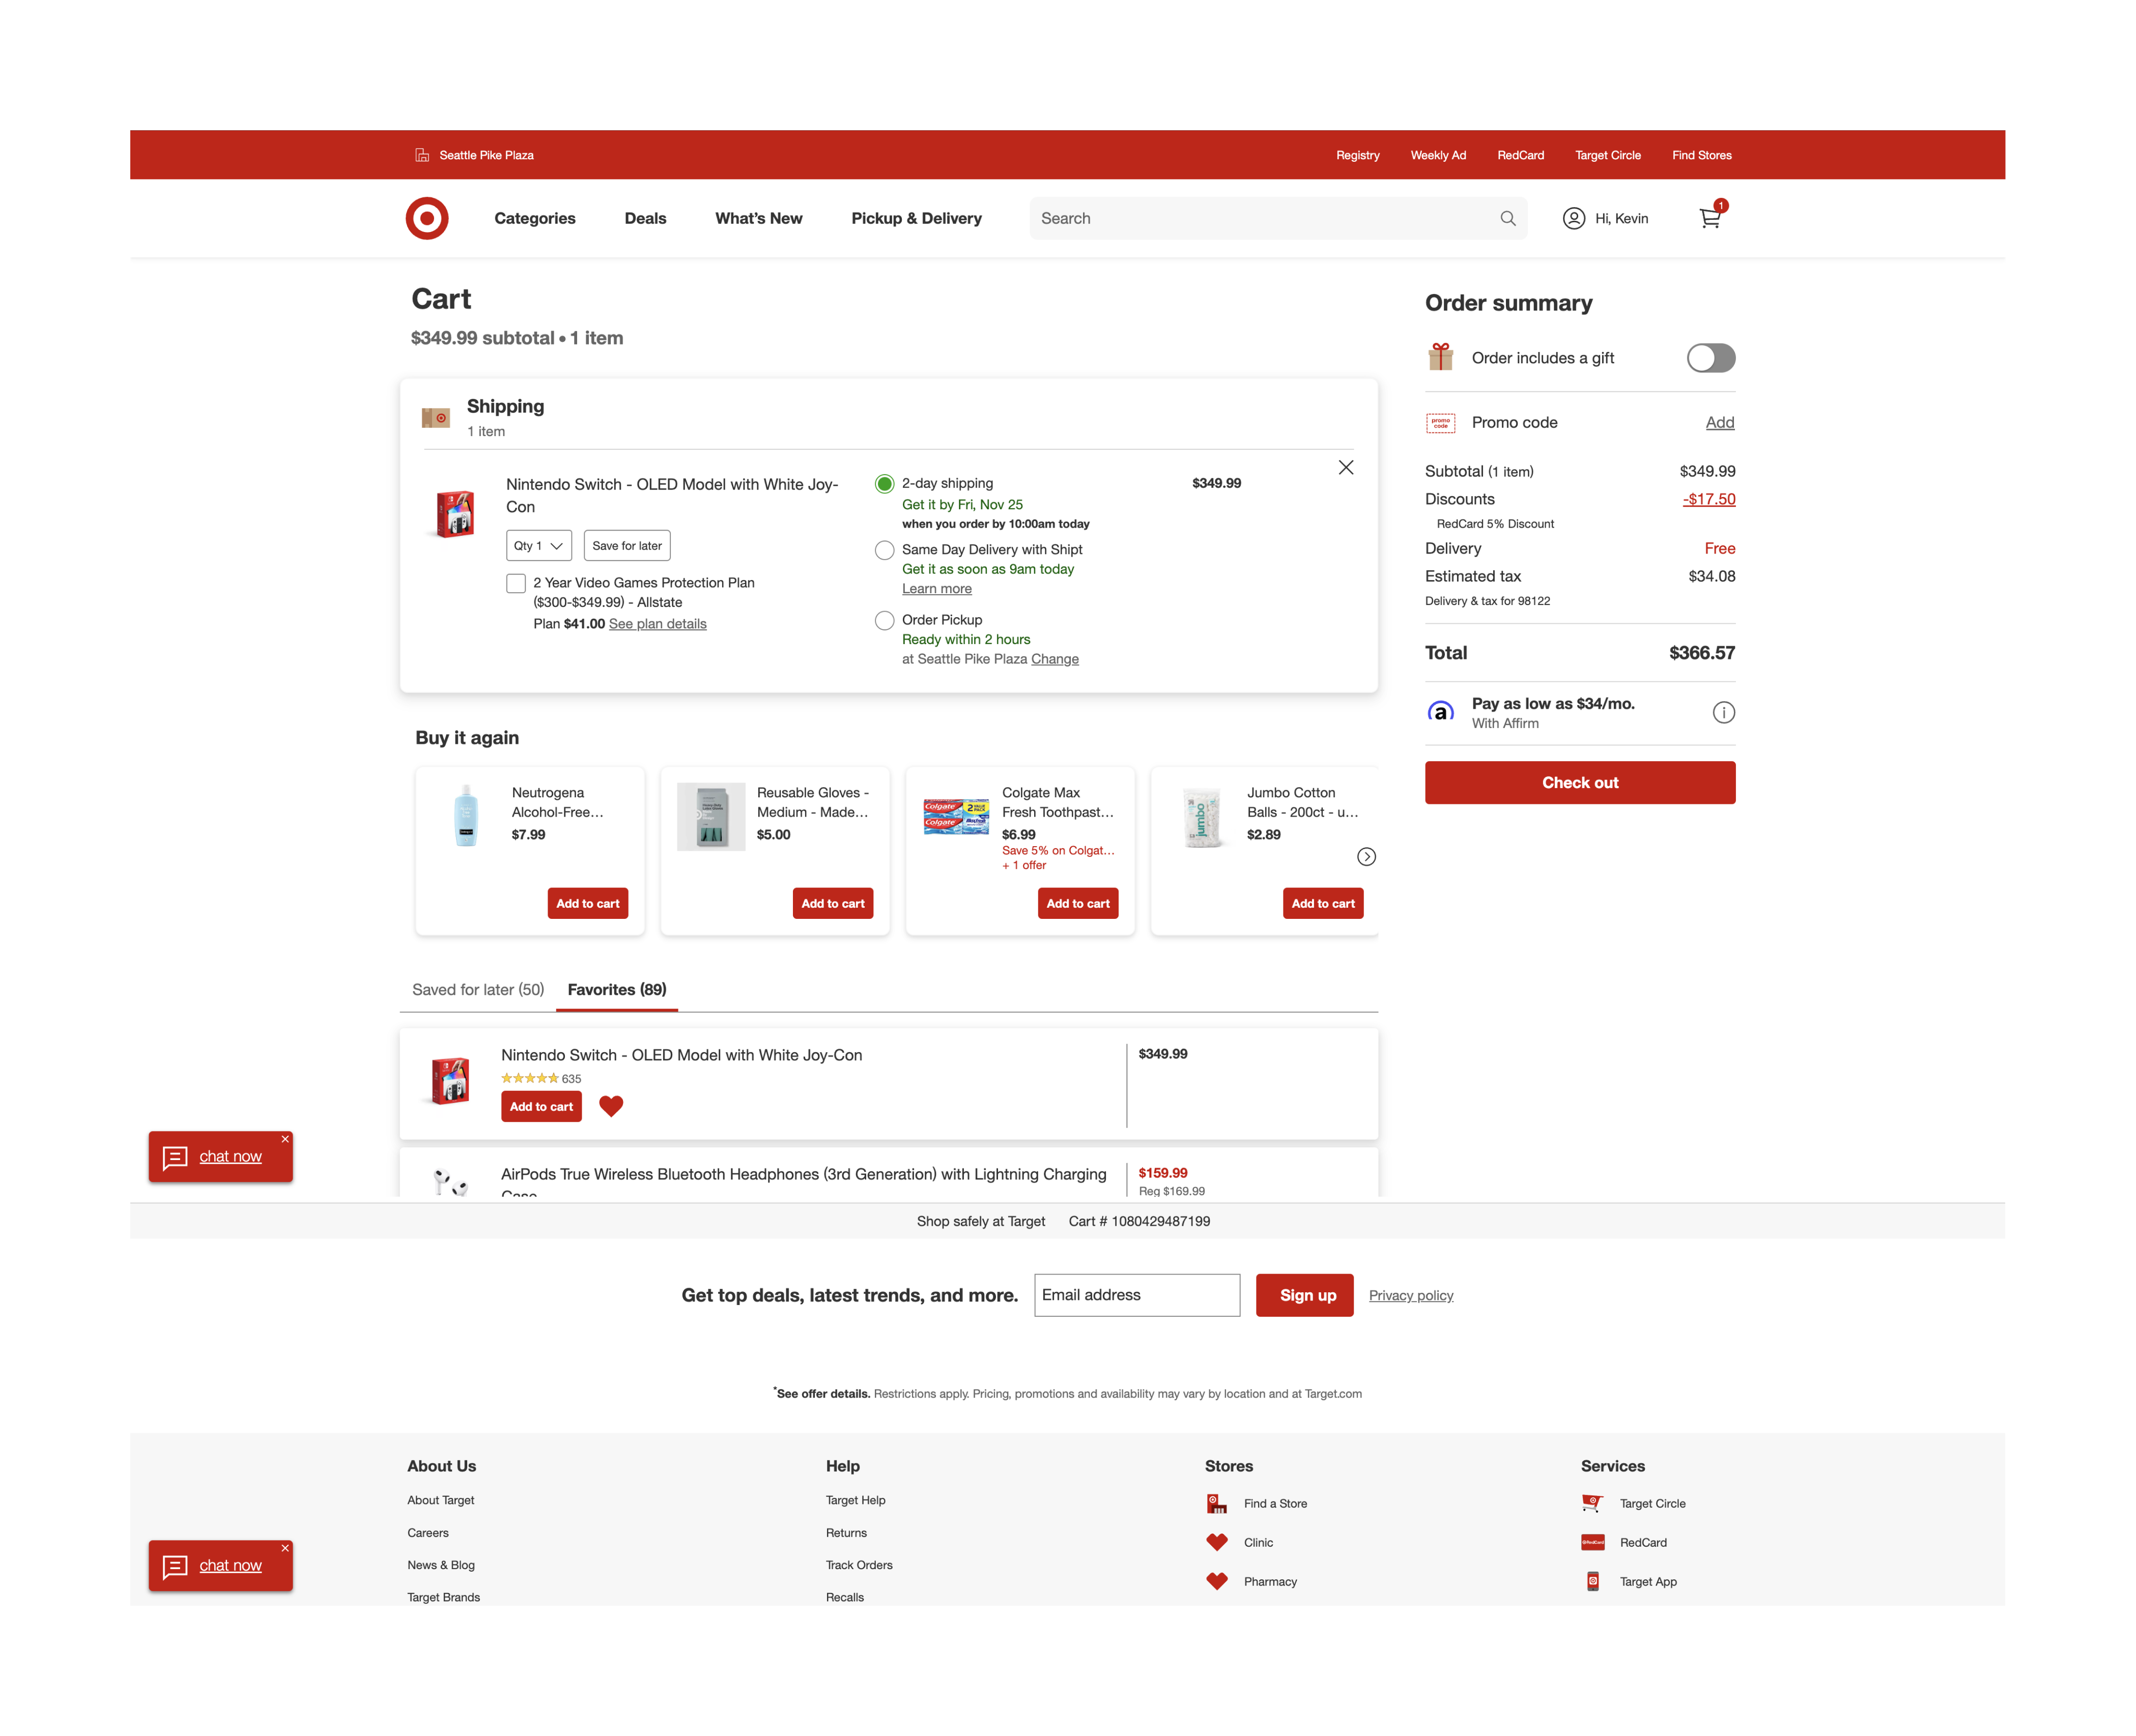 Seattle Pike Plaza
Registry Weekly Ad RedCard Target Circle Find Stores
Categories Deals What's New Pickup & Delivery Search Hi, Kevin 1
Cart
$349.99 subtotal • 1 item
Shipping
1 item
Nintendo Switch - OLED Model with White Joy-
Con
Qty 1 Save for later
2 Year Video Games Protection Plan
($300-$349.99) - Allstate
Plan $41.00 See plan details
2-day shipping
Get it by Fri, Nov 25
when you order by 10:00am today
Same Day Delivery with Shipt
Get it as soon as 9am today
Learn more
Order Pickup
Ready within 2 hours
at Seattle Pike Plaza Change
$349.99
Order summary
Order includes a gift
promo
code
Promo code Add
Subtotal (1 item) $349.99
Discounts -$17.50
RedCard 5% Discount
Delivery Free
Estimated tax $34.08
Delivery & tax for 98122
Total $366.57
a
Pay as low as $34/mo.
With Affirm
Check out
Buy it again
Neutrogena
Alcohol-Free...
$7.99
Add to cart
Reusable Gloves -
Medium - Made...
$5.00
Add to cart
Colgate
Colgate
2
Colgate Max
Fresh Toothpast...
$6.99
Save 5% on Colgat...
+ 1 offer
Add to cart
jumbo
Jumbo Cotton
Balls - 200ct - u...
$2.89
Add to cart
Saved for later (50) Favorites (89)
Nintendo Switch - OLED Model with White Joy-Con
635
Add to cart
$349.99
AirPods True Wireless Bluetooth Headphones (3rd Generation) with Lightning Charging
Case
$159.99
Reg $169.99
chat now
Shop safely at Target Cart # 1080429487199
Get top deals, latest trends, and more. Email address Sign up Privacy policy
*See offer details. Restrictions apply. Pricing, promotions and availability may vary by location and at Target.com
About Us
About Target
Careers
News & Blog
Target Brands
Help
Target Help
Returns
Track Orders
Recalls
Stores
Find a Store
Clinic
Pharmacy
Services
Target Circle
RedCard
Target App
chat now